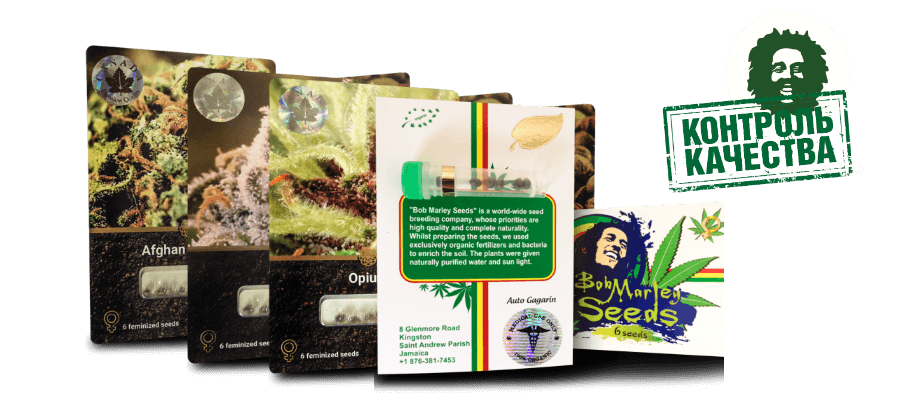 Afghan
6 feminized seeds
6 feminized seeds
Opiu
6 feminized seeds
"Bob Marley Seeds" is a world-wide seed
breeding company, whose priorities are
high quality and complete naturality.
Whilst preparing the seeds, we used
exclusively organic fertilizers and bacteria
to enrich the soil. The plants were given
naturally purified water and sun light.
Auto Gagarin
8 Glenmore Road
Kingston
Saint Andrew Parish
Jamaica
+1 876-381-7453
Bob Marley
Seeds
6 seeds
КОНТРОЛЬ
КАЧЕСТВА